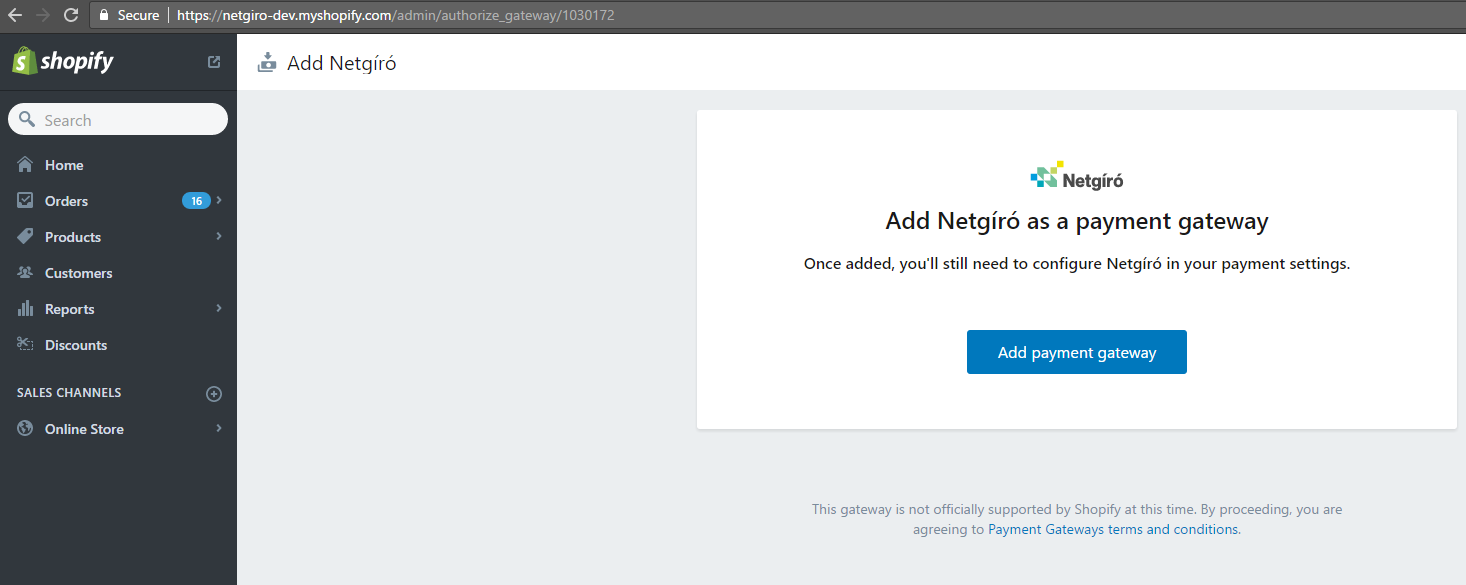 Secure https://netgiro-dev.myshopify.com/admin/authorize_gateway/1030172
shopify
Add Netgíró
Search
Home
Orders 16
Products
Customers
Reports
Discounts
SALES CHANNELS
Online Store
Netgíró
Add Netgíró as a payment gateway
Once added, you'll still need to configure Netgíró in your payment settings.
Add payment gateway
This gateway is not officially supported by Shopify at this time. By proceeding, you are
agreeing to Payment Gateways terms and conditions.